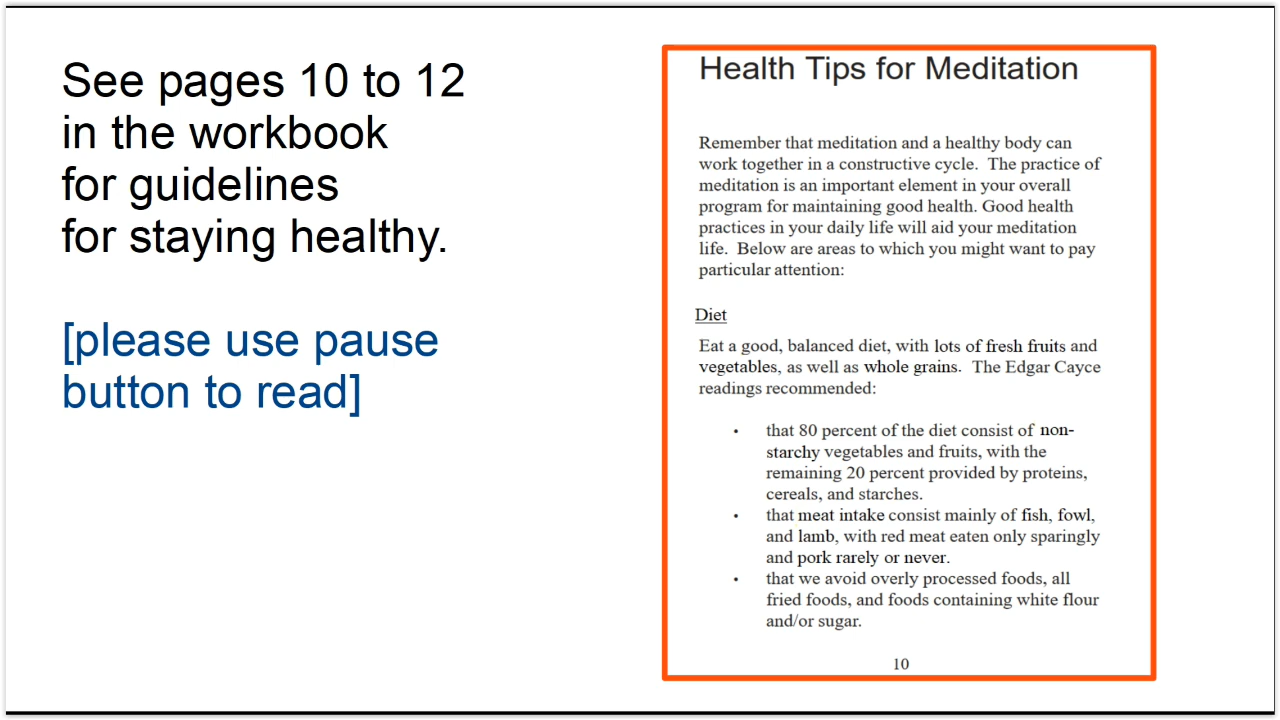 See pages 10 to 12
in the workbook
for guidelines
for staying healthy.
[please use pause
button to read]
Health Tips for Meditation
Remember that meditation and a healthy body can
work together in a constructive cycle.  The practice of
meditation is an important element in your overall
program for maintaining good health. Good health
practices in your daily life will aid your meditation
life.  Below are areas to which you might want to pay
particular attention:
Diet
Eat a good, balanced diet, with lots of fresh fruits and
vegetables, as well as whole grains.  The Edgar Cayce
readings recommended:
• that 80 percent of the diet consist of non-
starchy vegetables and fruits, with the
remaining 20 percent provided by proteins,
cereals, and starches.
• that meat intake consist mainly of fish, fowl,
and lamb, with red meat eaten only sparingly
and pork rarely or never.
• that we avoid overly processed foods, all
fried foods, and foods containing white flour
and/or sugar.
10